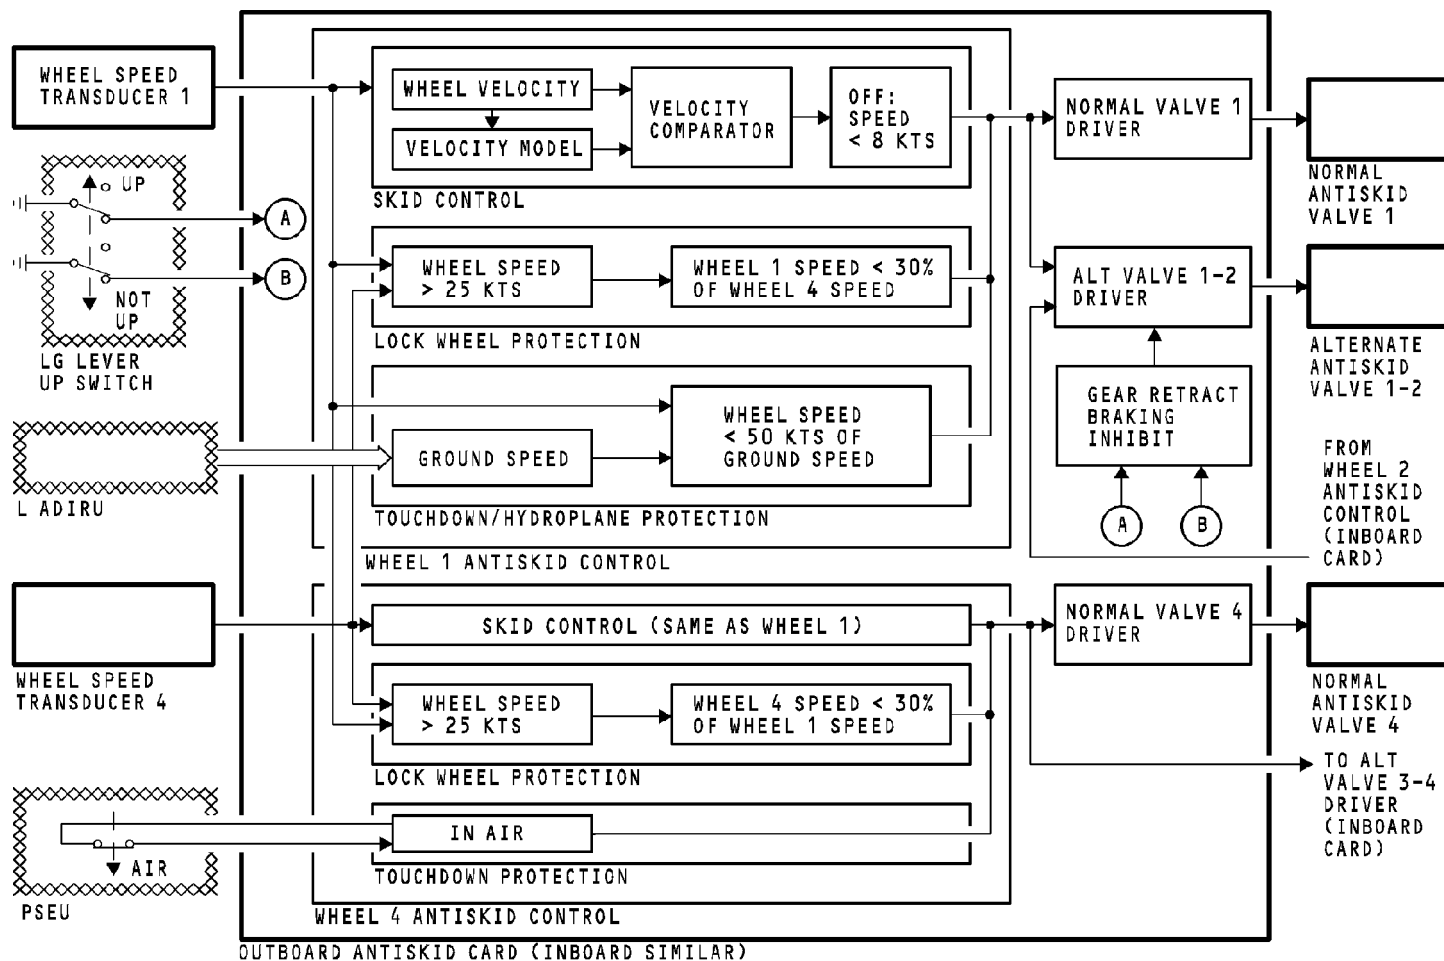 WHEEL SPEED
TRANSDUCER 1
UP
A
B
NOT
UP
LG LEVER
UP SWITCH
L ADIRU
WHEEL SPEED
TRANSDUCER 4
AIR
PSEU
WHEEL VELOCITY
VELOCITY MODEL
VELOCITY
COMPARATOR
OFF:
SPEED
< 8 KTS
SKID CONTROL
WHEEL SPEED
> 25 KTS
WHEEL 1 SPEED < 30%
OF WHEEL 4 SPEED
LOCK WHEEL PROTECTION
WHEEL SPEED
< 50 KTS OF
GROUND SPEED
GROUND SPEED
TOUCHDOWN/HYDROPLANE PROTECTION
WHEEL 1 ANTISKID CONTROL
SKID CONTROL (SAME AS WHEEL 1)
WHEEL SPEED
> 25 KTS
WHEEL 4 SPEED < 30%
OF WHEEL 1 SPEED
LOCK WHEEL PROTECTION
IN AIR
TOUCHDOWN PROTECTION
WHEEL 4 ANTISKID CONTROL
OUTBOARD ANTISKID CARD (INBOARD SIMILAR)
NORMAL VALVE 1
DRIVER
ALT VALVE 1-2
DRIVER
GEAR RETRACT
BRAKING
INHIBIT
A
B
NORMAL VALVE 4
DRIVER
NORMAL
ANTISKID
VALVE 1
ALTERNATE
ANTISKID
VALVE 1-2
FROM
WHEEL 2
ANTISKID
CONTROL
(INBOARD
CARD)
NORMAL
ANTISKID
VALVE 4
TO ALT
VALVE 3-4
DRIVER
(INBOARD
CARD)